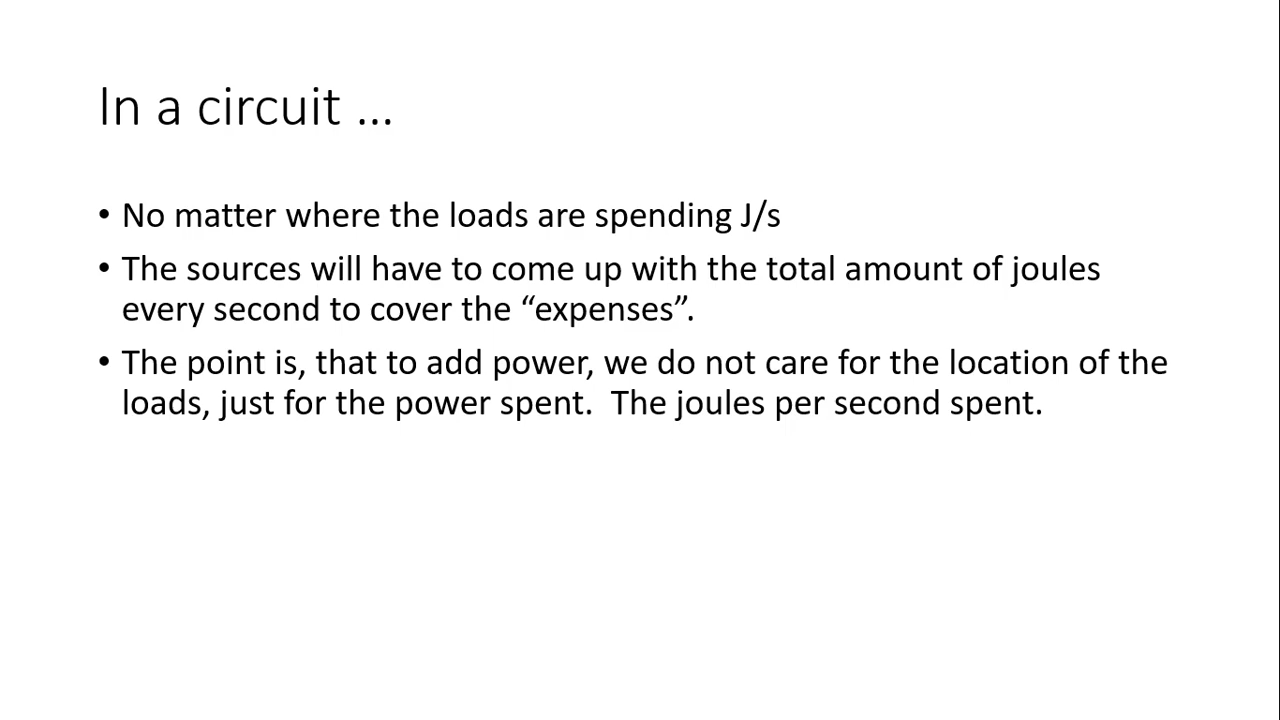 In a circuit ...
• No matter where the loads are spending J/s
• The sources will have to come up with the total amount of joules
every second to cover the “expenses”.
• The point is, that to add power, we do not care for the location of the
loads, just for the power spent.  The joules per second spent.